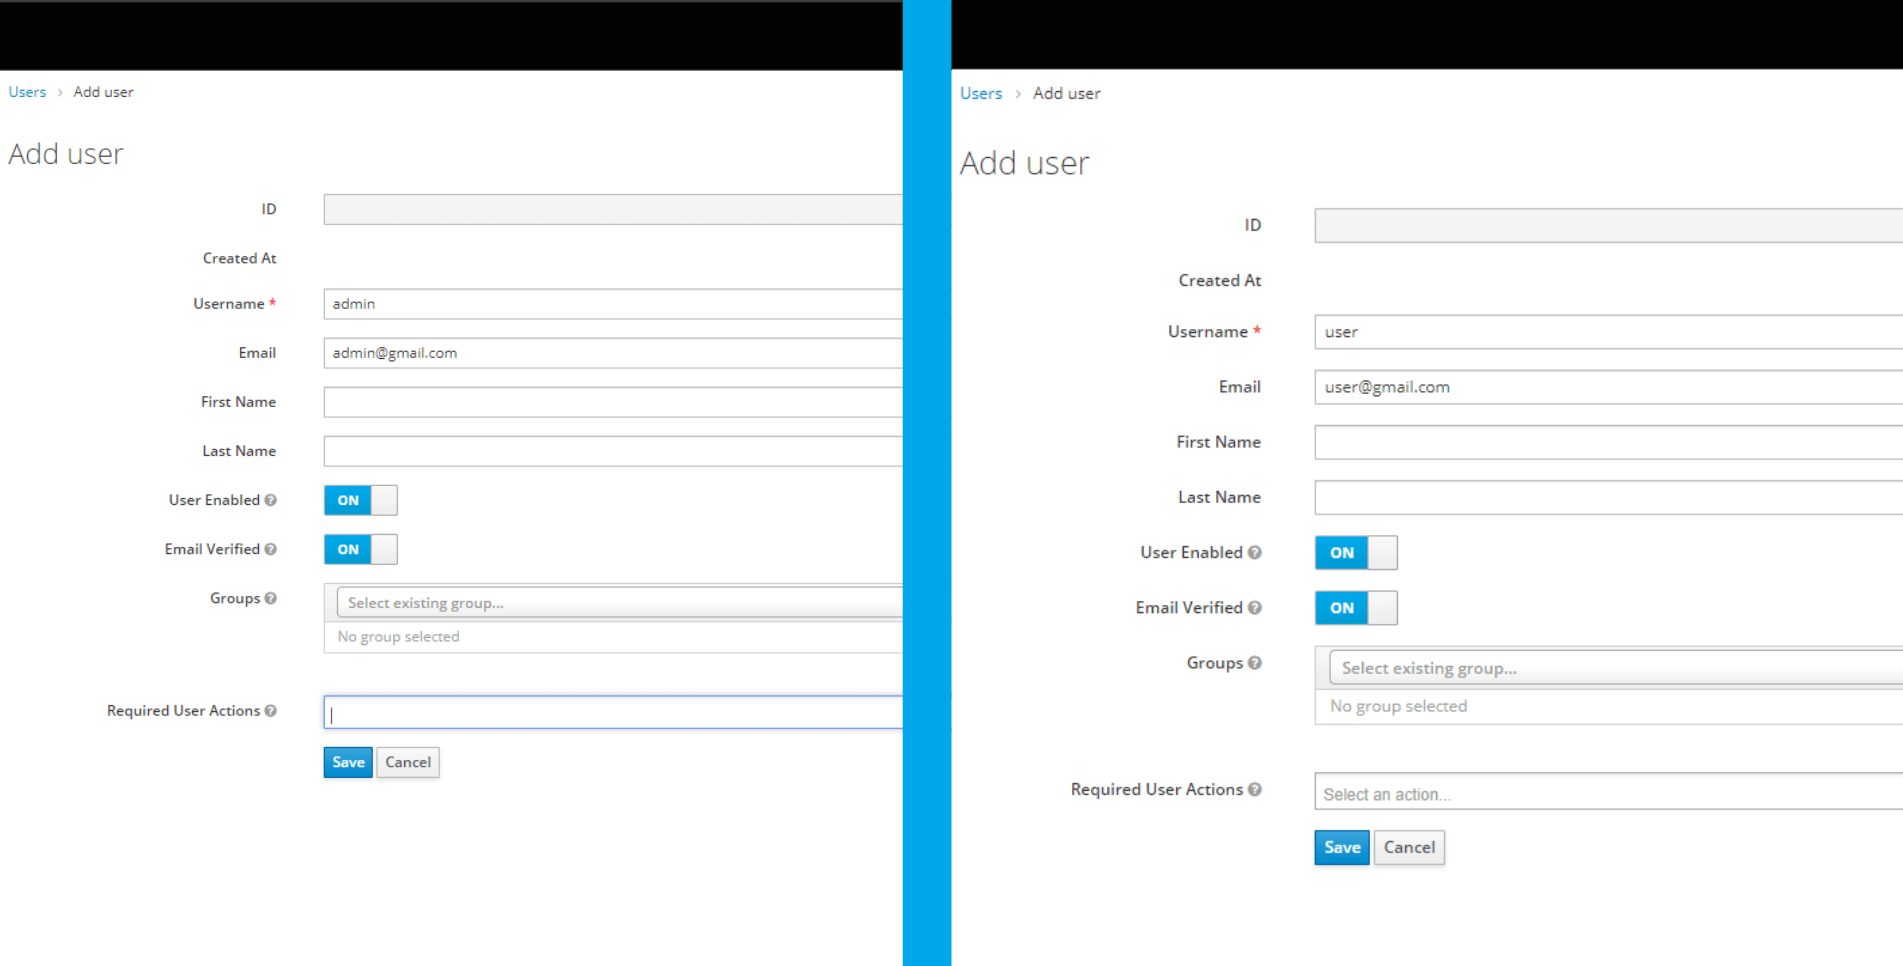 Users > Add user
Add user
ID
Created At
Username * admin
Email admin@gmail.com
First Name
Last Name
User Enabled ON
Email Verified ON
Groups Select existing group...
No group selected
Required User Actions
Save Cancel
Users > Add user
Add user
ID
Created At
Username * user
Email user@gmail.com
First Name
Last Name
User Enabled ON
Email Verified ON
Groups Select existing group...
No group selected
Required User Actions Select an action...
Save Cancel